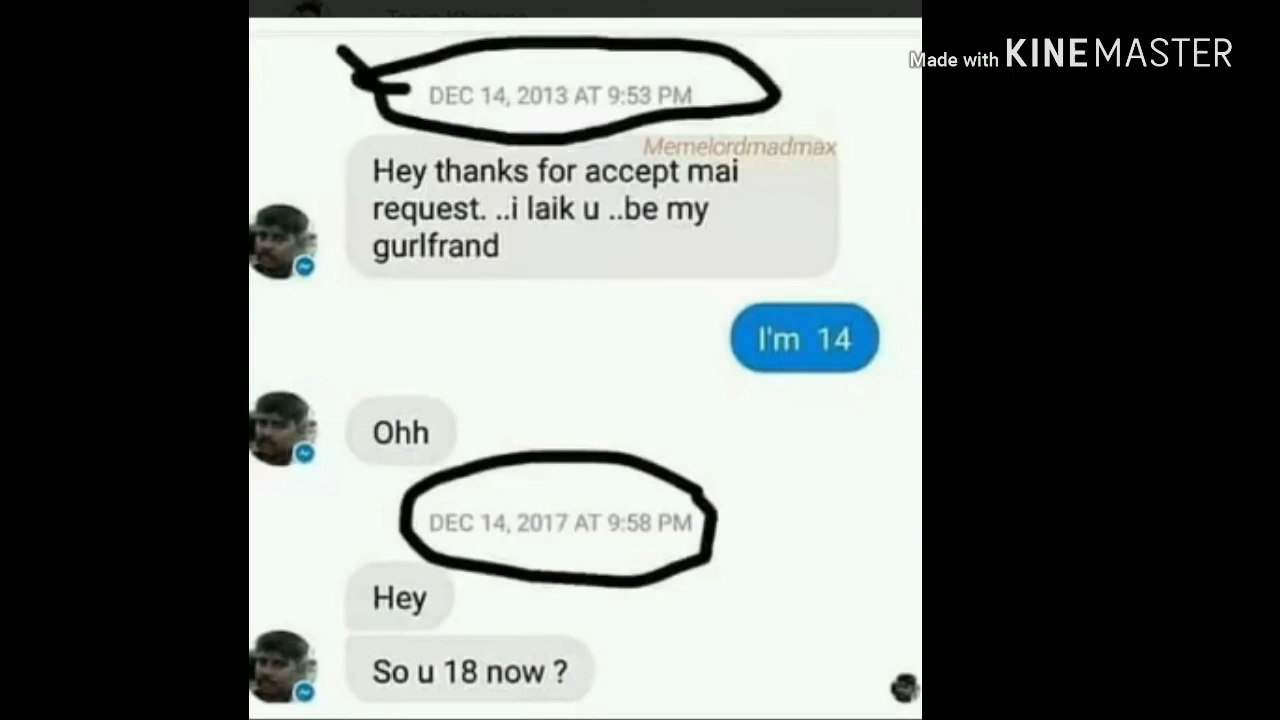 Made with KINEMASTER
DEC 14, 2013 AT 9:53 PM
Memelordmadmax
Hey thanks for accept mai
request. ..i laik u ..be my
gurlfrand
I'm 14
Ohh
DEC 14, 2017 AT 9:58 PM
Hey
So u 18 now ?